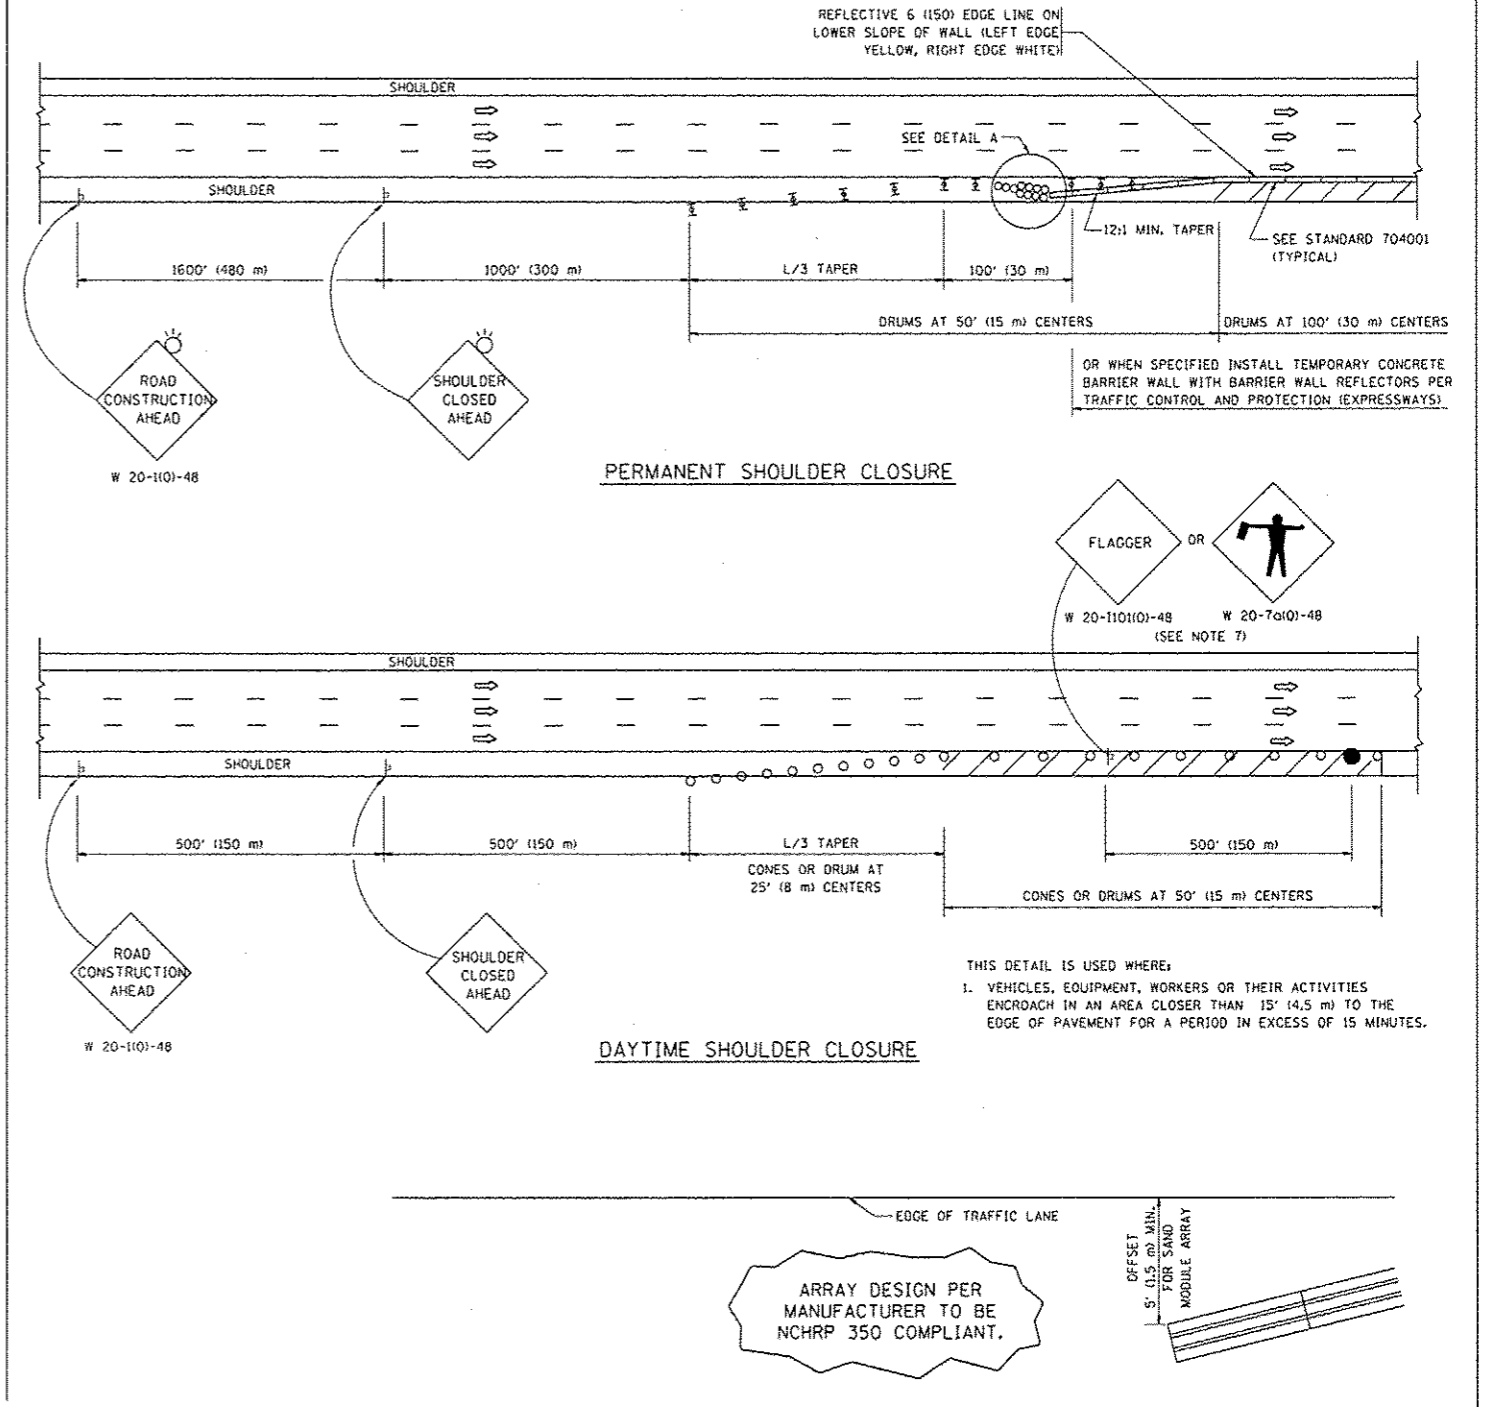 REFLECTIVE 6 (150) EDGE LINE ON
LOWER SLOPE OF WALL (LEFT EDGE
YELLOW, RIGHT EDGE WHITE)
SHOULDER
SEE DETAIL A
SHOULDER
12:1 MIN. TAPER
SEE STANDARD 704001
(TYPICAL)
1600' (480 m)
1000' (300 m)
L/3 TAPER
100' (30 m)
DRUMS AT 50' (15 m) CENTERS
DRUMS AT 100' (30 m) CENTERS
OR WHEN SPECIFIED INSTALL TEMPORARY CONCRETE
BARRIER WALL WITH BARRIER WALL REFLECTORS PER
TRAFFIC CONTROL AND PROTECTION (EXPRESSWAYS)
ROAD
CONSTRUCTION
AHEAD
W 20-1(O)-48
SHOULDER
CLOSED
AHEAD
PERMANENT SHOULDER CLOSURE
FLAGGER
OR
W 20-I101(O)-48
W 20-7a(O)-48
(SEE NOTE 7)
SHOULDER
SHOULDER
500' (150 m)
500' (150 m)
L/3 TAPER
CONES OR DRUM AT
25' (8 m) CENTERS
500' (150 m)
CONES OR DRUMS AT 50' (15 m) CENTERS
ROAD
CONSTRUCTION
AHEAD
W 20-1(O)-48
SHOULDER
CLOSED
AHEAD
THIS DETAIL IS USED WHERE:
1. VEHICLES, EQUIPMENT, WORKERS OR THEIR ACTIVITIES
ENCROACH IN AN AREA CLOSER THAN 15' (4.5 m) TO THE
EDGE OF PAVEMENT FOR A PERIOD IN EXCESS OF 15 MINUTES.
DAYTIME SHOULDER CLOSURE
EDGE OF TRAFFIC LANE
OFFSET
5' (1.5 m) MIN.
FOR SAND
MODULE ARRAY
ARRAY DESIGN PER
MANUFACTURER TO BE
NCHRP 350 COMPLIANT.